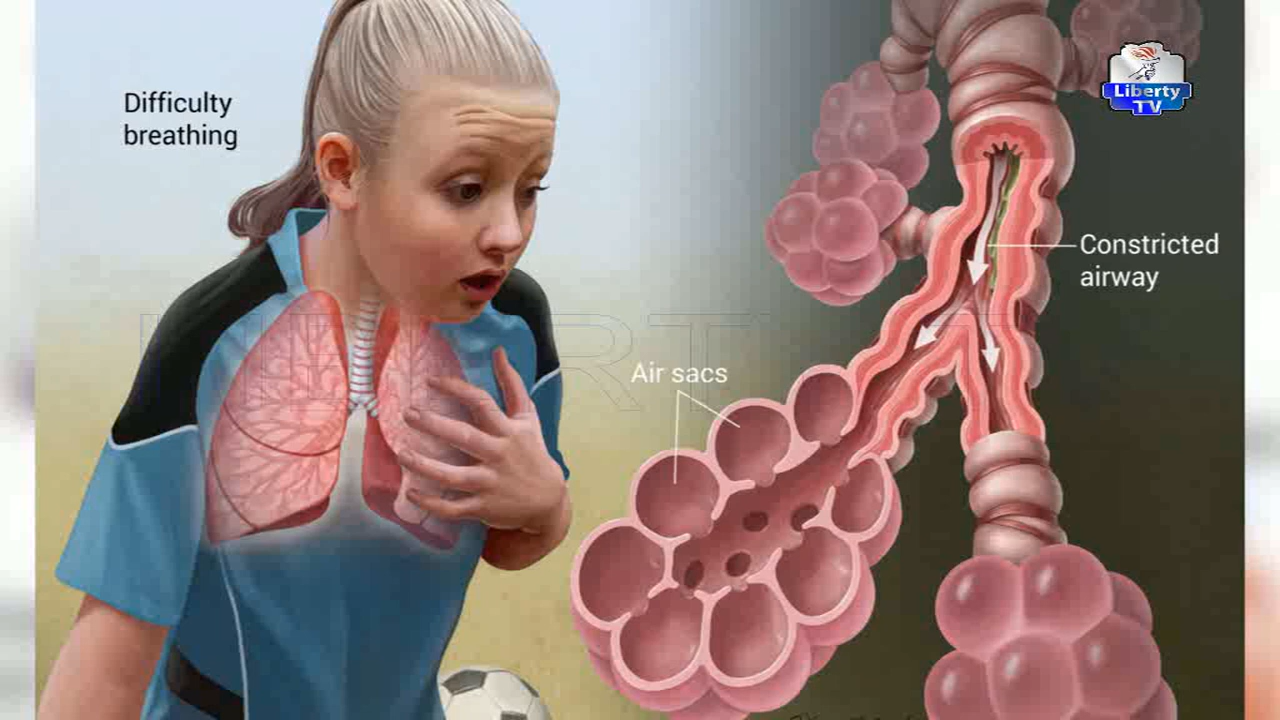 Difficulty
breathing
Liberty
TV
Constricted
airway
Air sacs